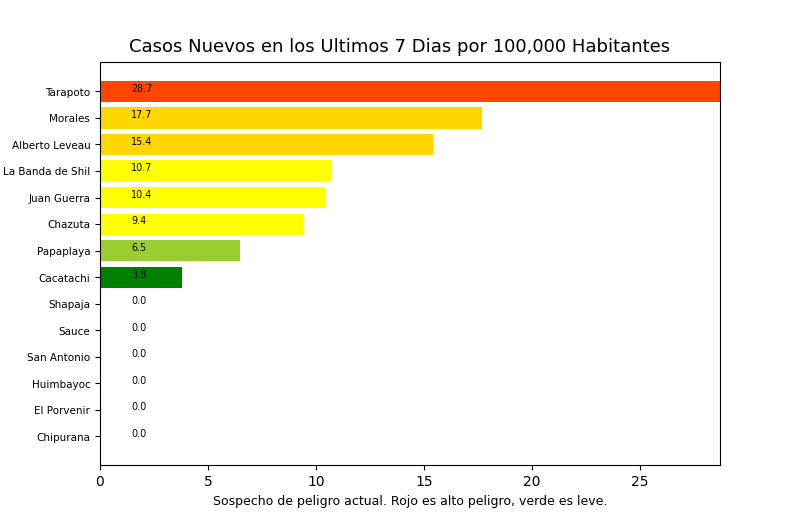 Casos Nuevos en los Ultimos 7 Dias por 100,000 Habitantes
Tarapoto 28.7
Morales 17.7
Alberto Leveau 15.4
La Banda de Shil 10.7
Juan Guerra 10.4
Chazuta 9.4
Papaplaya 6.5
Cacatachi 3.8
Shapaja 0.0
Sauce 0.0
San Antonio 0.0
Huimbayoc 0.0
El Porvenir 0.0
Chipurana 0.0
0 5 10 15 20 25
Sospecho de peligro actual. Rojo es alto peligro, verde es leve.